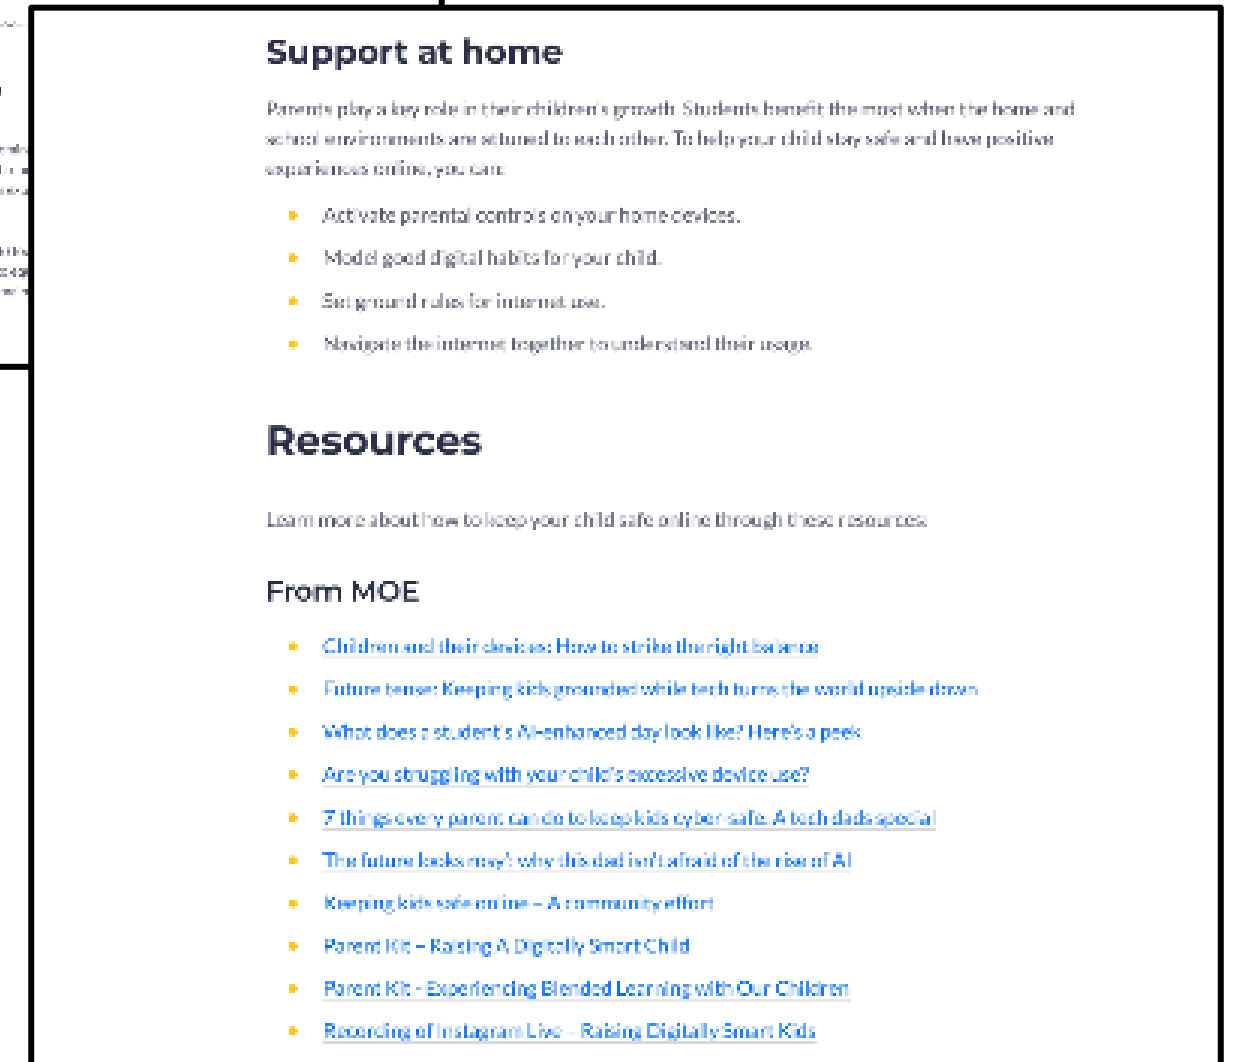 Support at home
Parents play a key role in their children's growth. Students benefit the most when the home and
school environments are attuned to each other. To help your child stay safe and have positive
experiences online, you can:
Activate parental controls on your home devices.
Model good digital habits for your child.
Set ground rules for internet use.
Navigate the internet together to understand their usage.
Resources
Learn more about how to keep your child safe online through these resources:
From MOE
Children and their devices: How to strike the right balance
Future tense: Keeping kids grounded while tech turns the world upside down
What does a student's AI-enhanced day look like? Here's a peek
Are you struggling with your child's excessive device use?
7 things every parent can do to keep kids cyber-safe: A tech dads special
'The future looks rosy': why this dad isn't afraid of the rise of AI
Keeping kids safe online – A community effort
Parent Kit – Raising A Digitally Smart Child
Parent Kit - Experiencing Blended Learning with Our Children
Recording of Instagram Live – Raising Digitally Smart Kids